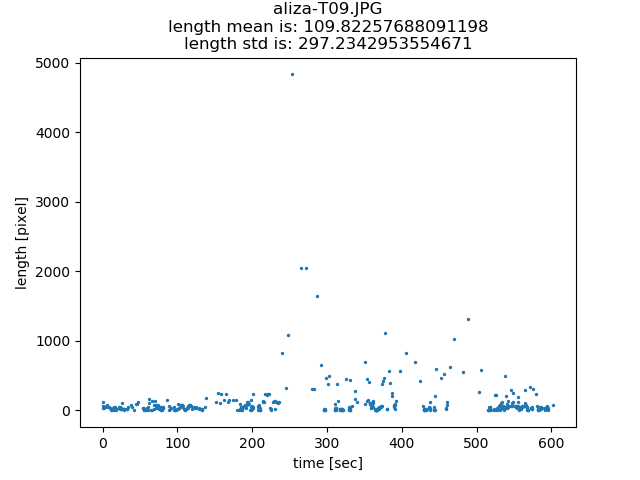 aliza-T09.JPG
length mean is: 109.82257688091198
length std is: 297.2342953554671
5000
4000
3000
2000
1000
0
length [pixel]
0 100 200 300 400 500 600
time [sec]